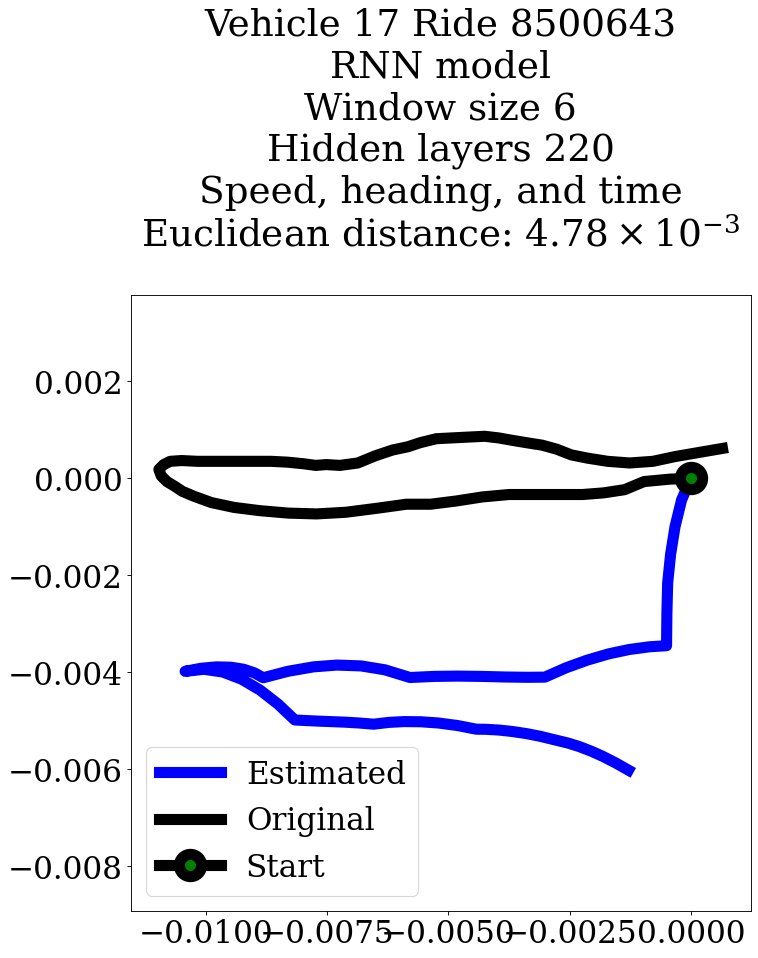 Vehicle 17 Ride 8500643
RNN model
Window size 6
Hidden layers 220
Speed, heading, and time
Euclidean distance: 4.78 × 10⁻³
0.002
0.000
−0.002
−0.004
−0.006
−0.008
Estimated
Original
Start
−0.0100 −0.0075 −0.0050 −0.0025 0.0000